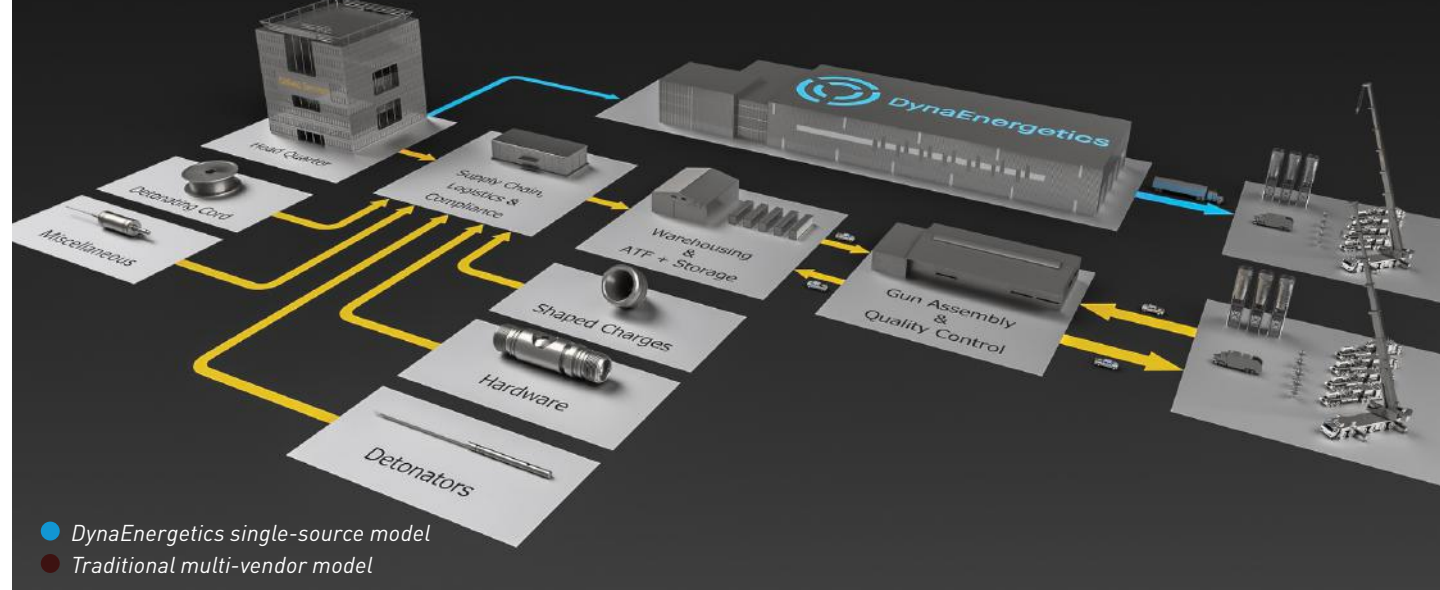 DynaEnergetics
Head Quarter
Supply Chain,
Logistics &
Compliance
Detonating Cord
Miscellaneous
Warehousing
&
ATF + Storage
Shaped Charges
Gun Assembly
&
Quality Control
Hardware
Detonators
DynaEnergetics single-source model
Traditional multi-vendor model